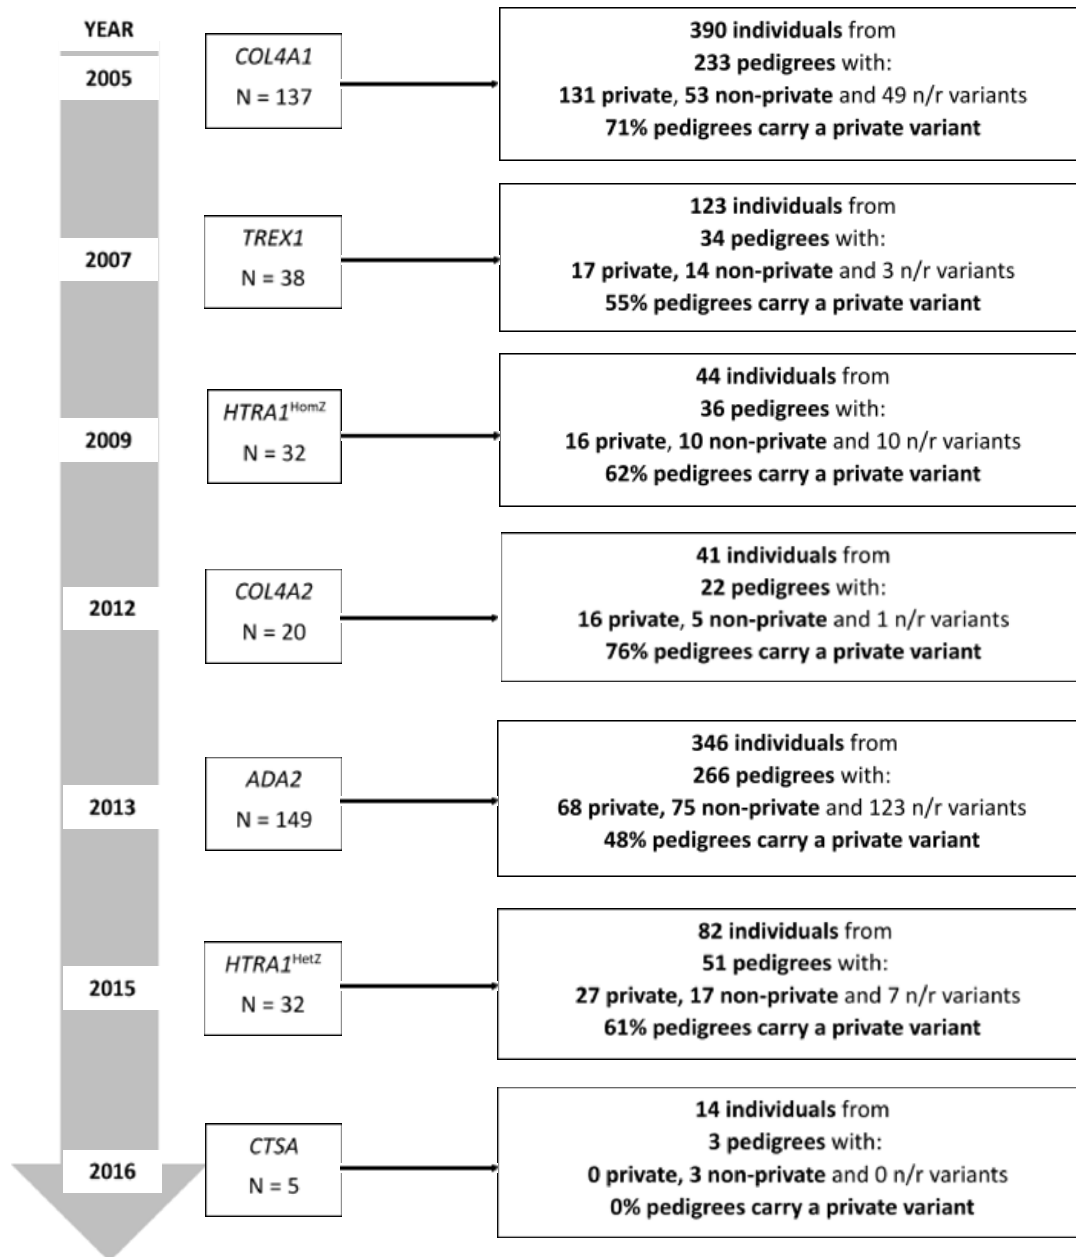 YEAR
2005
COL4A1
N = 137
390 individuals from
233 pedigrees with:
131 private, 53 non-private and 49 n/r variants
71% pedigrees carry a private variant
2007
TREX1
N = 38
123 individuals from
34 pedigrees with:
17 private, 14 non-private and 3 n/r variants
55% pedigrees carry a private variant
2009
HTRA1HomZ
N = 32
44 individuals from
36 pedigrees with:
16 private, 10 non-private and 10 n/r variants
62% pedigrees carry a private variant
2012
COL4A2
N = 20
41 individuals from
22 pedigrees with:
16 private, 5 non-private and 1 n/r variants
76% pedigrees carry a private variant
2013
ADA2
N = 149
346 individuals from
266 pedigrees with:
68 private, 75 non-private and 123 n/r variants
48% pedigrees carry a private variant
2015
HTRA1HetZ
N = 32
82 individuals from
51 pedigrees with:
27 private, 17 non-private and 7 n/r variants
61% pedigrees carry a private variant
2016
CTSA
N = 5
14 individuals from
3 pedigrees with:
0 private, 3 non-private and 0 n/r variants
0% pedigrees carry a private variant